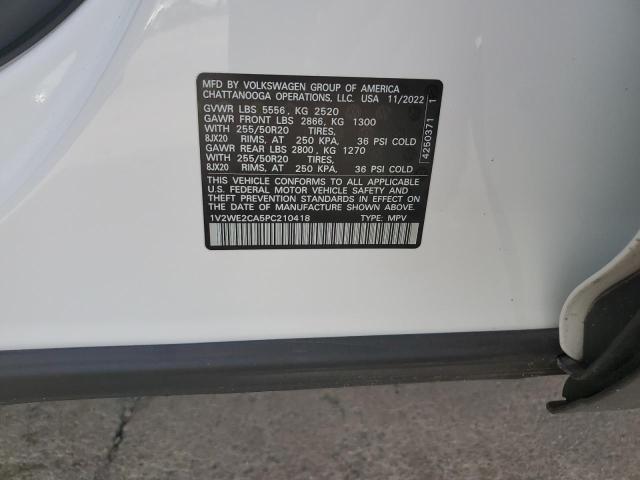 MFD BY VOLKSWAGEN GROUP OF AMERICA
CHATTANOOGA OPERATIONS, LLC. USA 11/2022
GVWR LBS 5556, KG 2520
GAWR FRONT LBS 2866, KG 1300
WITH 255/50R20 TIRES,
8JX20 RIMS, AT 250 KPA, 36 PSI COLD
GAWR REAR LBS 2800, KG 1270
WITH 255/50R20 TIRES,
8JX20 RIMS, AT 250 KPA, 36 PSI COLD
THIS VEHICLE CONFORMS TO ALL APPLICABLE
U.S. FEDERAL MOTOR VEHICLE SAFETY AND
THEFT PREVENTION STANDARDS IN EFFECT ON THE
DATE OF MANUFACTURE SHOWN ABOVE.
1V2WE2CA5PC210418 TYPE: MPV
4250371 1